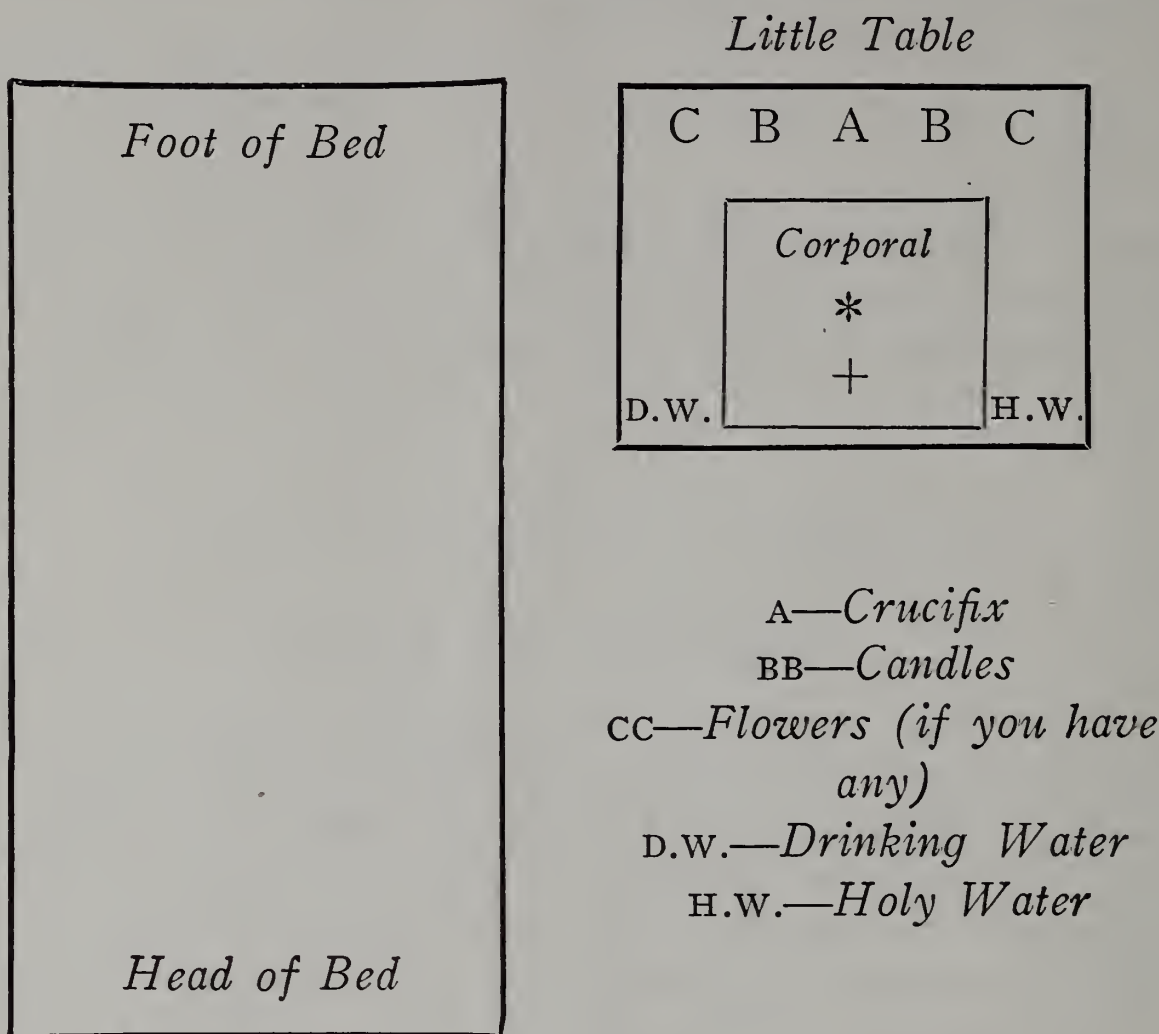 Little Table
Foot of Bed
C B A B C
Corporal
*
+
D.W. H.W.
A—Crucifix
BB—Candles
CC—Flowers (if you have
any)
D.W.—Drinking Water
H.W.—Holy Water
Head of Bed